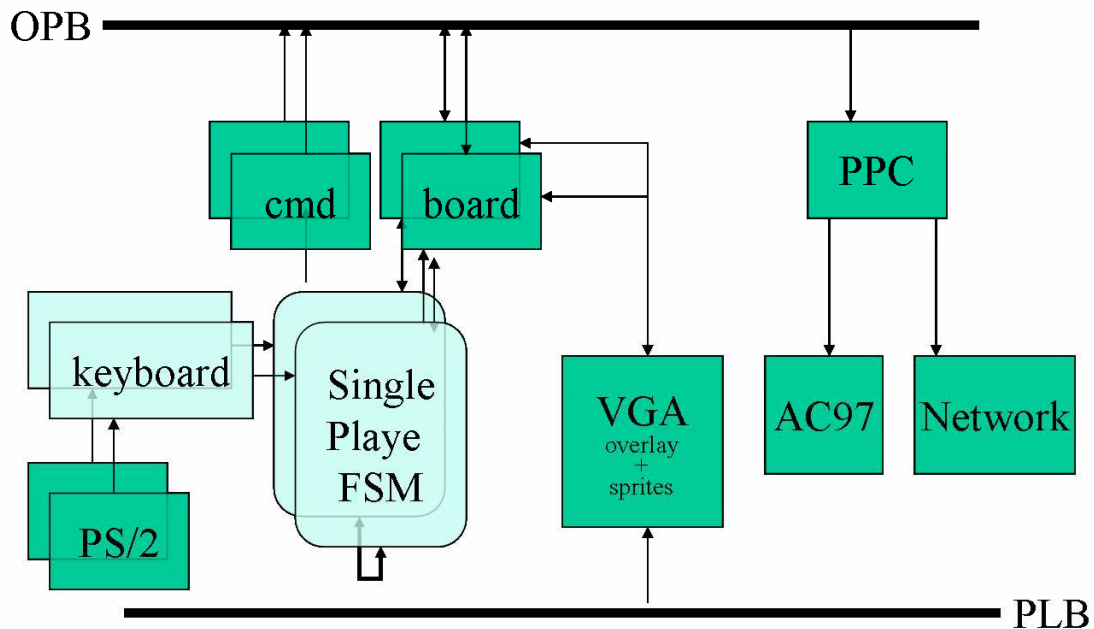 OPB
cmd
board
PPC
keyboard
Single
Playe
FSM
VGA
overlay
+
sprites
AC97
Network
PS/2
PLB